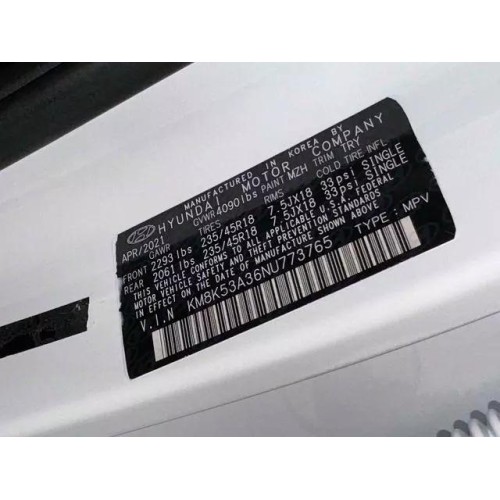 MANUFACTURED IN KOREA BY
HYUNDAI MOTOR COMPANY
APR/2021 GVWR 4090lbs PAINT MZH TRIM TRY
GAWR TIRES RIMS COLD TIRE INFL
FRONT 2293lbs 235/45R18 7.5JX18 33psi SINGLE
REAR 2061lbs 235/45R18 7.5JX18 33psi SINGLE
THIS VEHICLE CONFORMS TO ALL APPLICABLE U.S.A. FEDERAL
MOTOR VEHICLE SAFETY AND THEFT PREVENTION STANDARDS
IN EFFECT ON THE DATE OF MANUFACTURE SHOWN ABOVE.
V.I.N KM8K53A36NU773765 TYPE : MPV